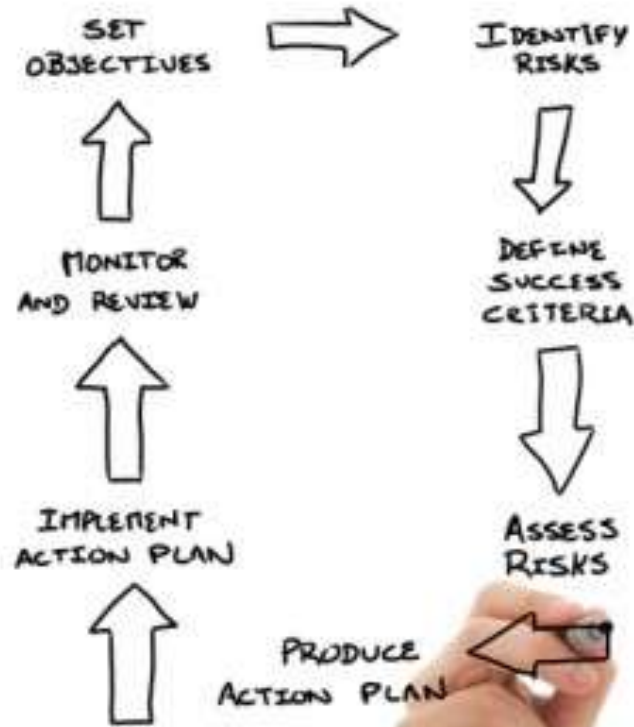 SET
OBJECTIVES
IDENTIFY
RISKS
DEFINE
SUCCESS
CRITERIA
ASSESS
RISKS
PRODUCE
ACTION PLAN
IMPLEMENT
ACTION PLAN
MONITOR
AND REVIEW